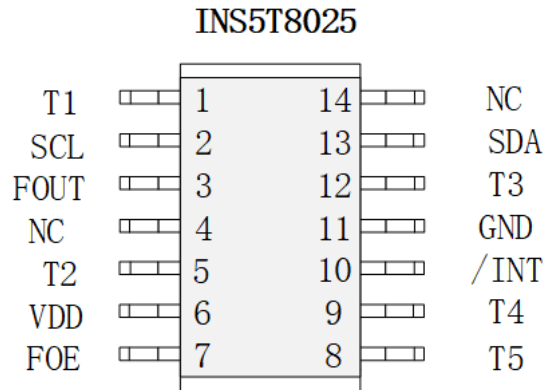 INS5T8025
T1 1 14 NC
SCL 2 13 SDA
FOUT 3 12 T3
NC 4 11 GND
T2 5 10 /INT
VDD 6 9 T4
FOE 7 8 T5